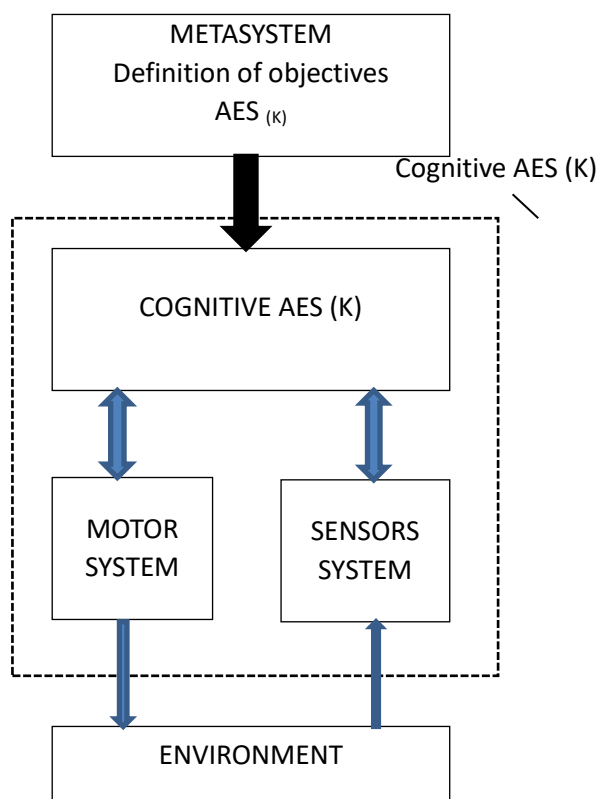 METASYSTEM
Definition of objectives
AES (K)
Cognitive AES (K)
COGNITIVE AES (K)
MOTOR
SYSTEM
SENSORS
SYSTEM
ENVIRONMENT